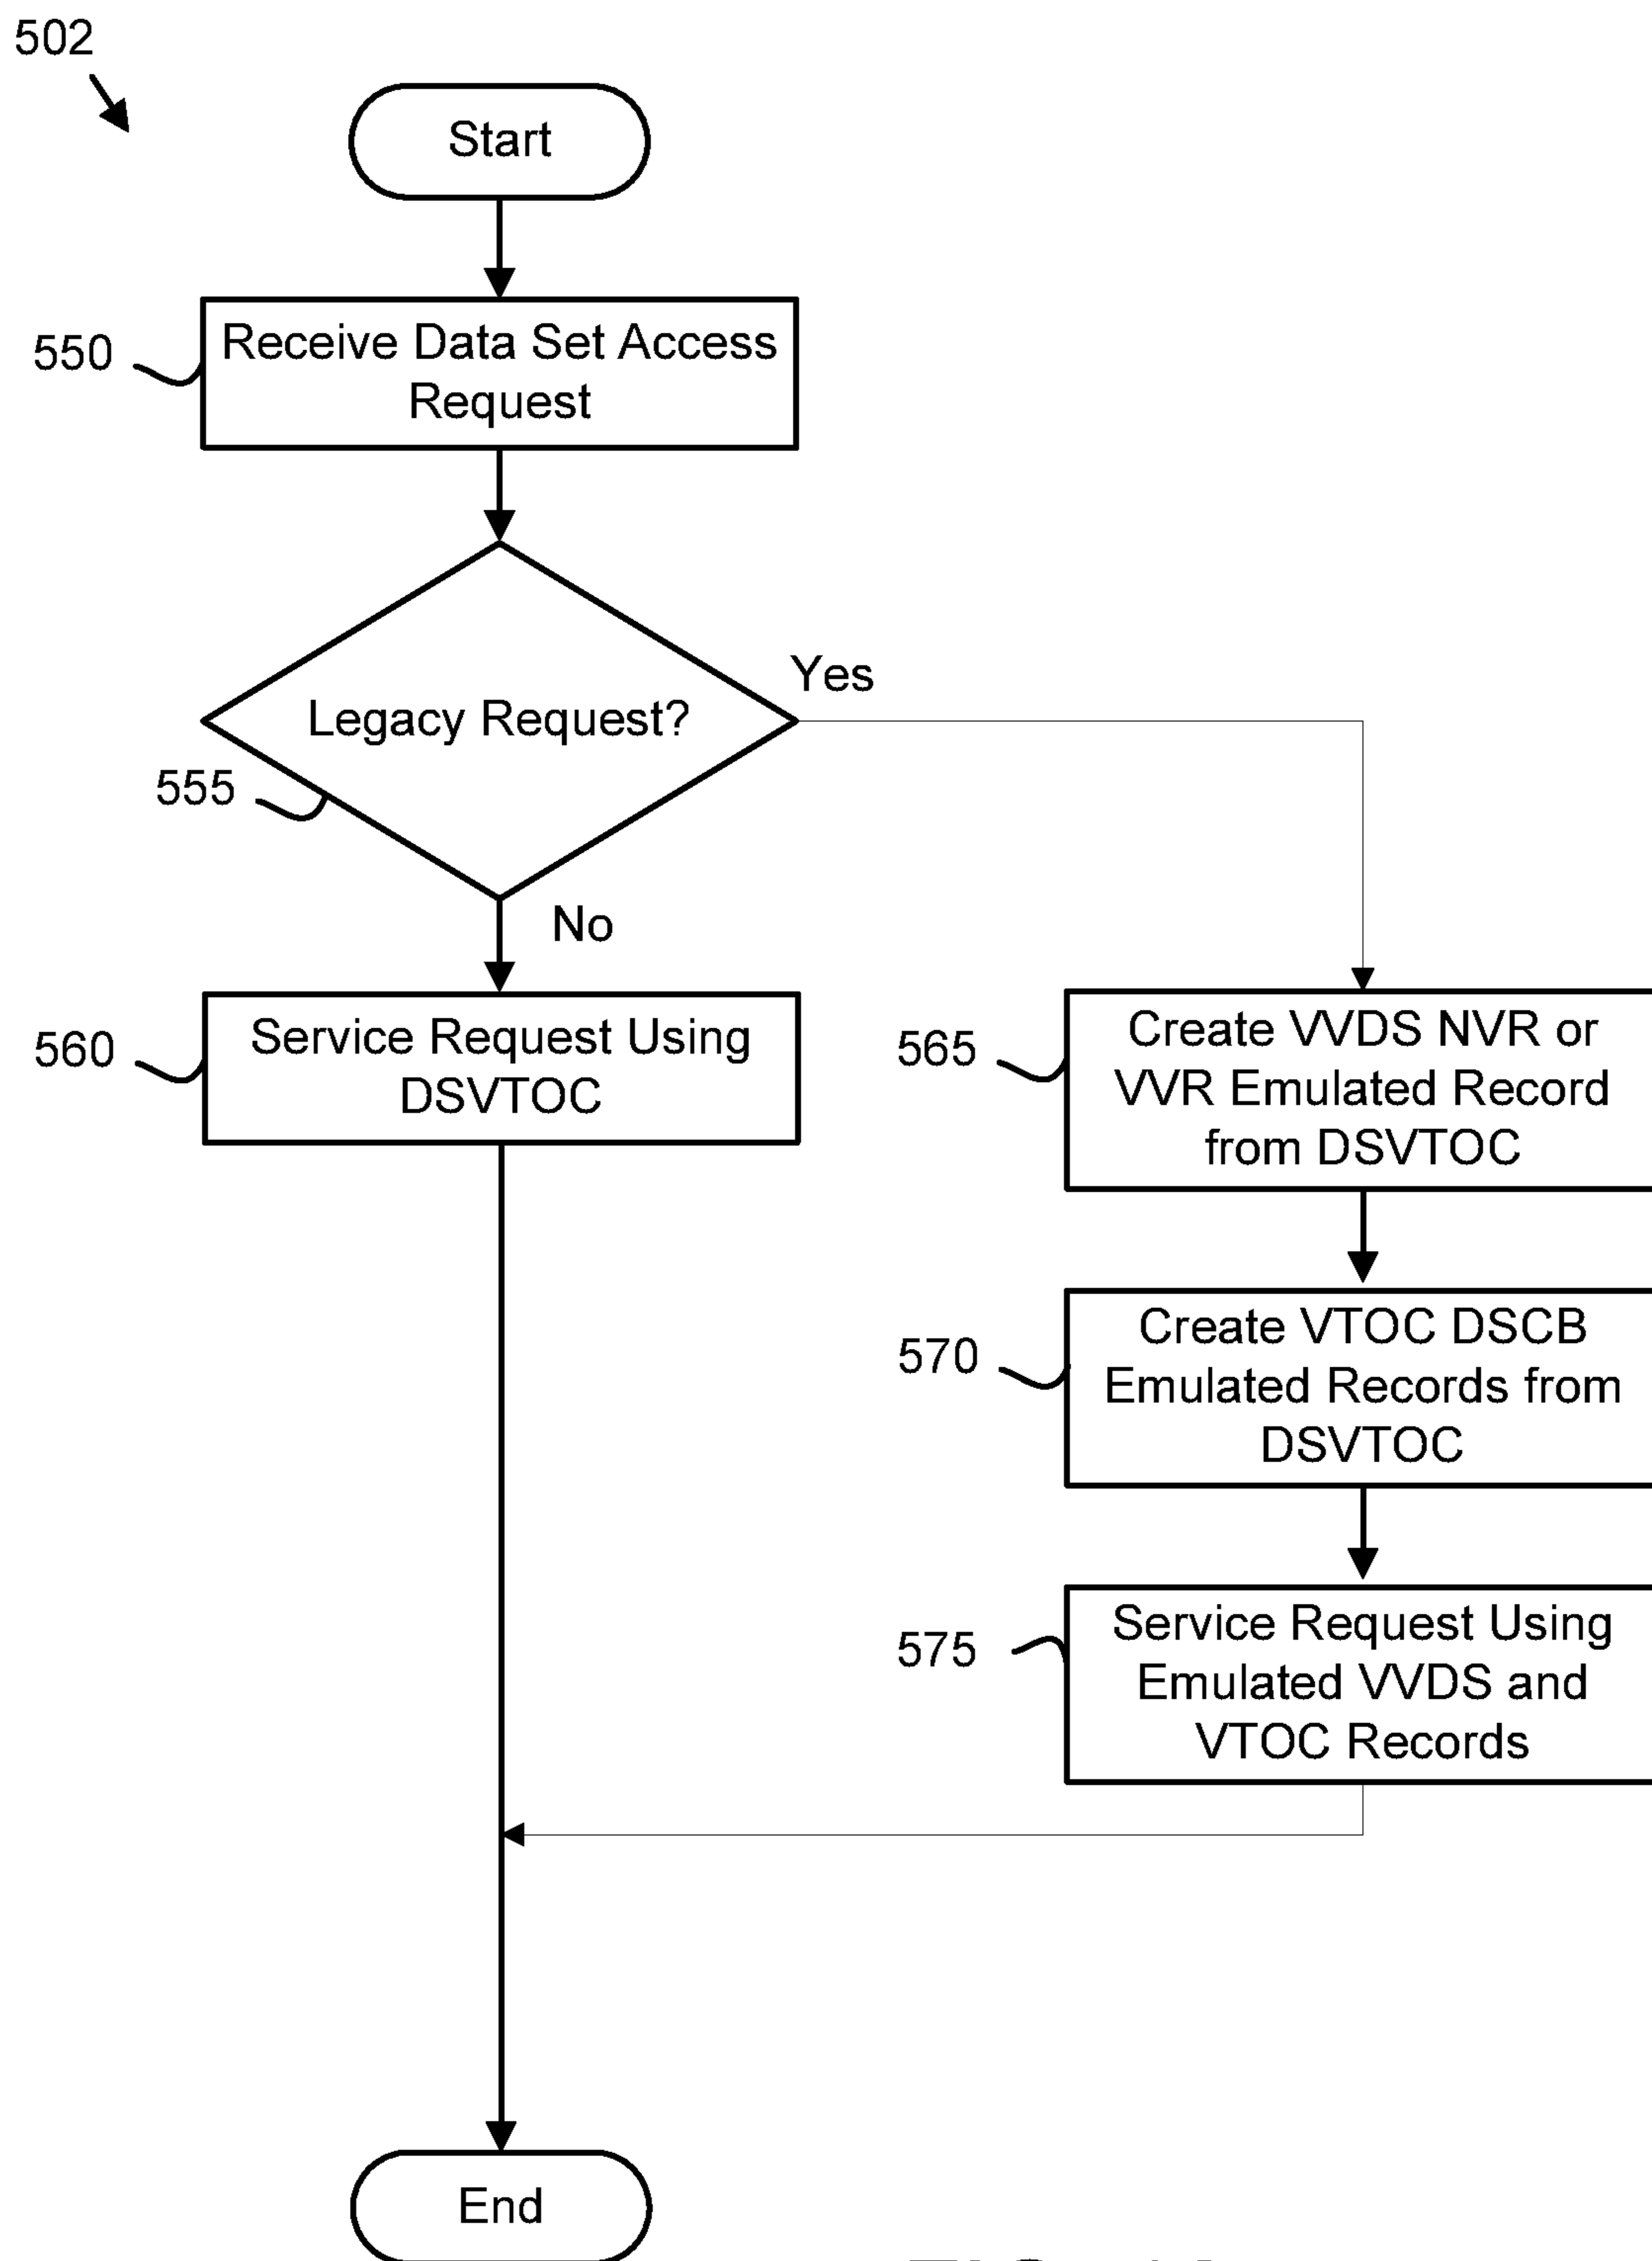 502
Start
550
Receive Data Set Access
Request
Legacy Request?
Yes
555
No
560
Service Request Using
DSVTOC
565
Create VVDS NVR or
VVR Emulated Record
from DSVTOC
570
Create VTOC DSCB
Emulated Records from
DSVTOC
575
Service Request Using
Emulated VVDS and
VTOC Records
End